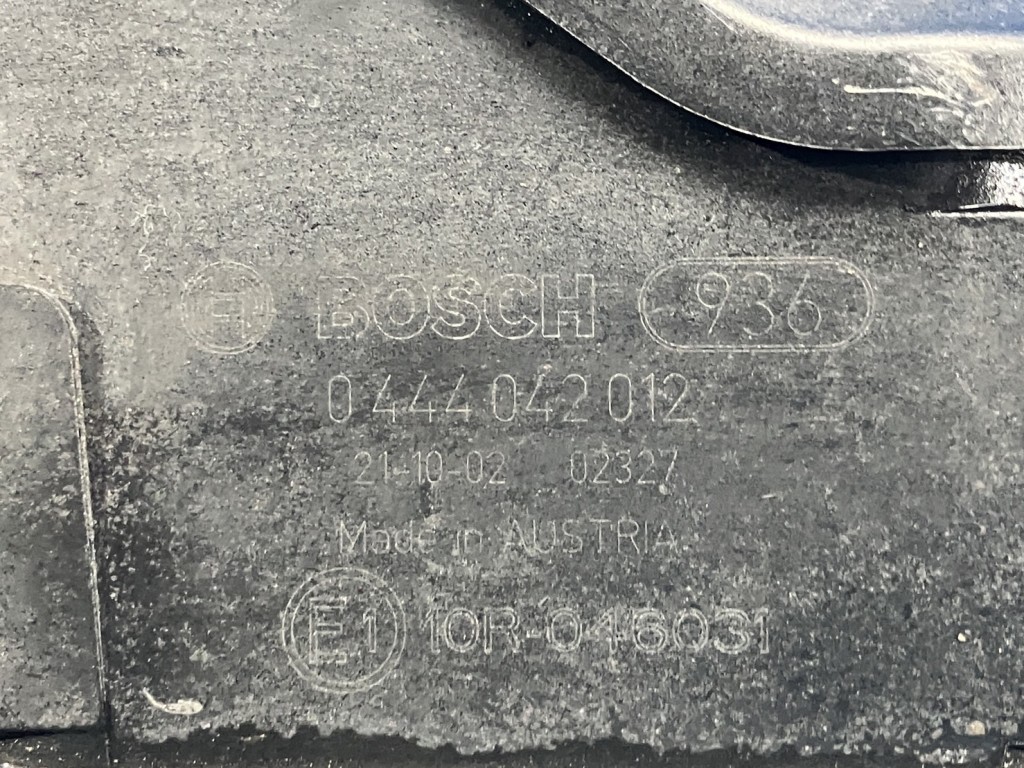 BOSCH 936
0 444 042 012
21-10-02 02327
Made in AUSTRIA
E1 10R-046031